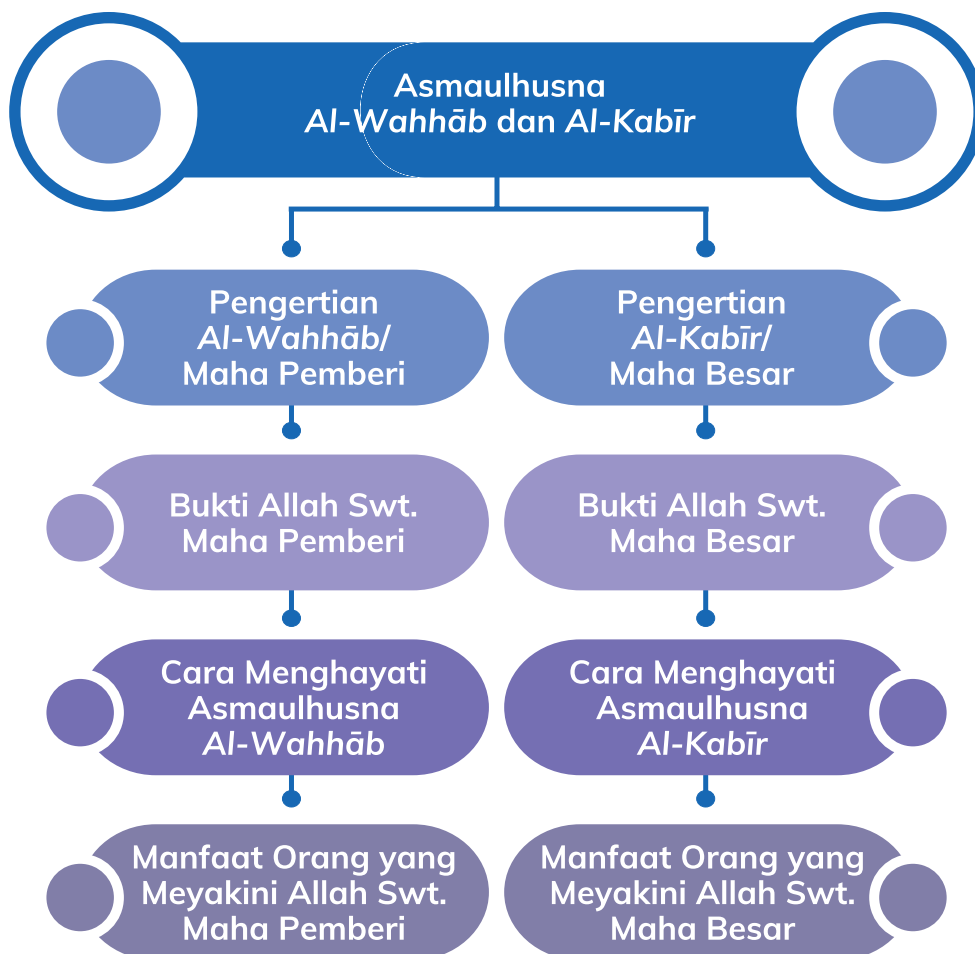 Asmaulhusna
Al-Wahhāb dan Al-Kabīr
Pengertian
Al-Wahhāb/
Maha Pemberi
Pengertian
Al-Kabīr/
Maha Besar
Bukti Allah Swt.
Maha Pemberi
Bukti Allah Swt.
Maha Besar
Cara Menghayati
Asmaulhusna
Al-Wahhāb
Cara Menghayati
Asmaulhusna
Al-Kabīr
Manfaat Orang yang
Meyakini Allah Swt.
Maha Pemberi
Manfaat Orang yang
Meyakini Allah Swt.
Maha Besar